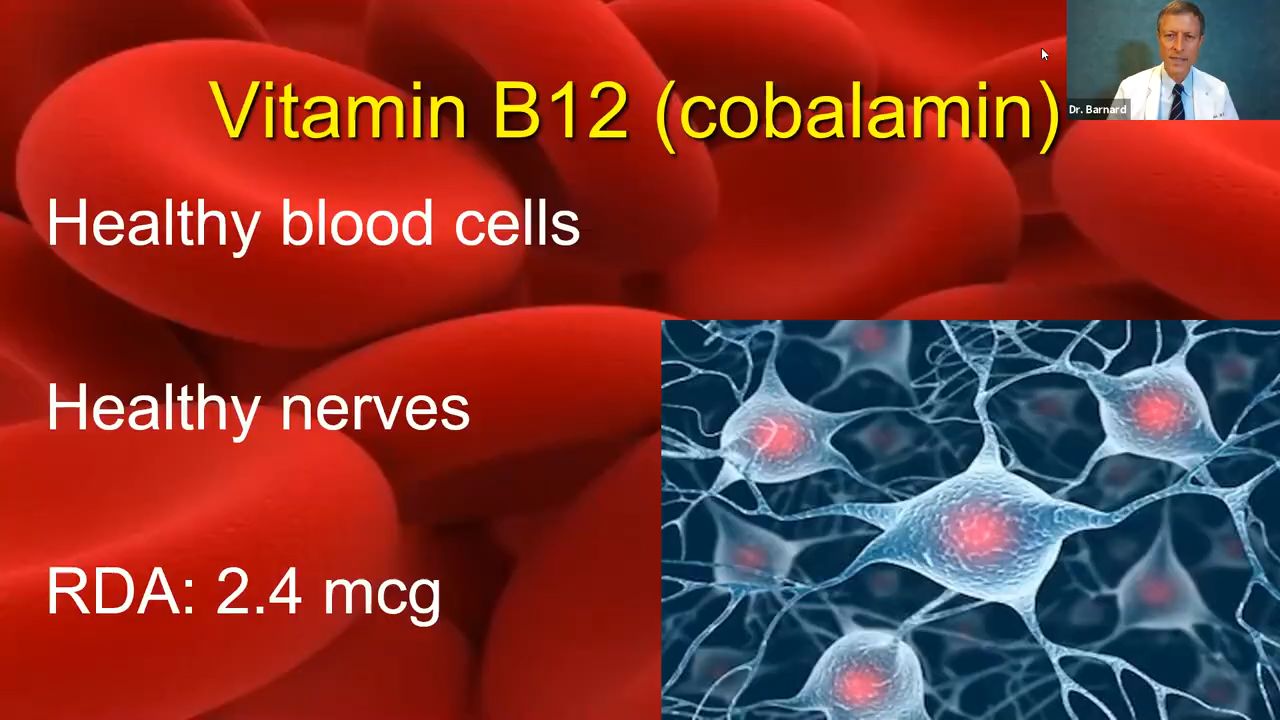 Vitamin B12 (cobalamin)
Dr. Barnard
Healthy blood cells
Healthy nerves
RDA: 2.4 mcg